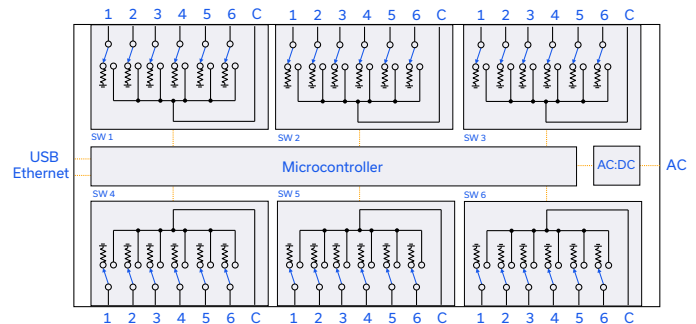 1 2 3 4 5 6 C 1 2 3 4 5 6 C 1 2 3 4 5 6 C
SW 1 SW 2 SW 3
USB
Ethernet
Microcontroller
AC:DC
AC
SW 4 SW 5 SW 6
1 2 3 4 5 6 C 1 2 3 4 5 6 C 1 2 3 4 5 6 C